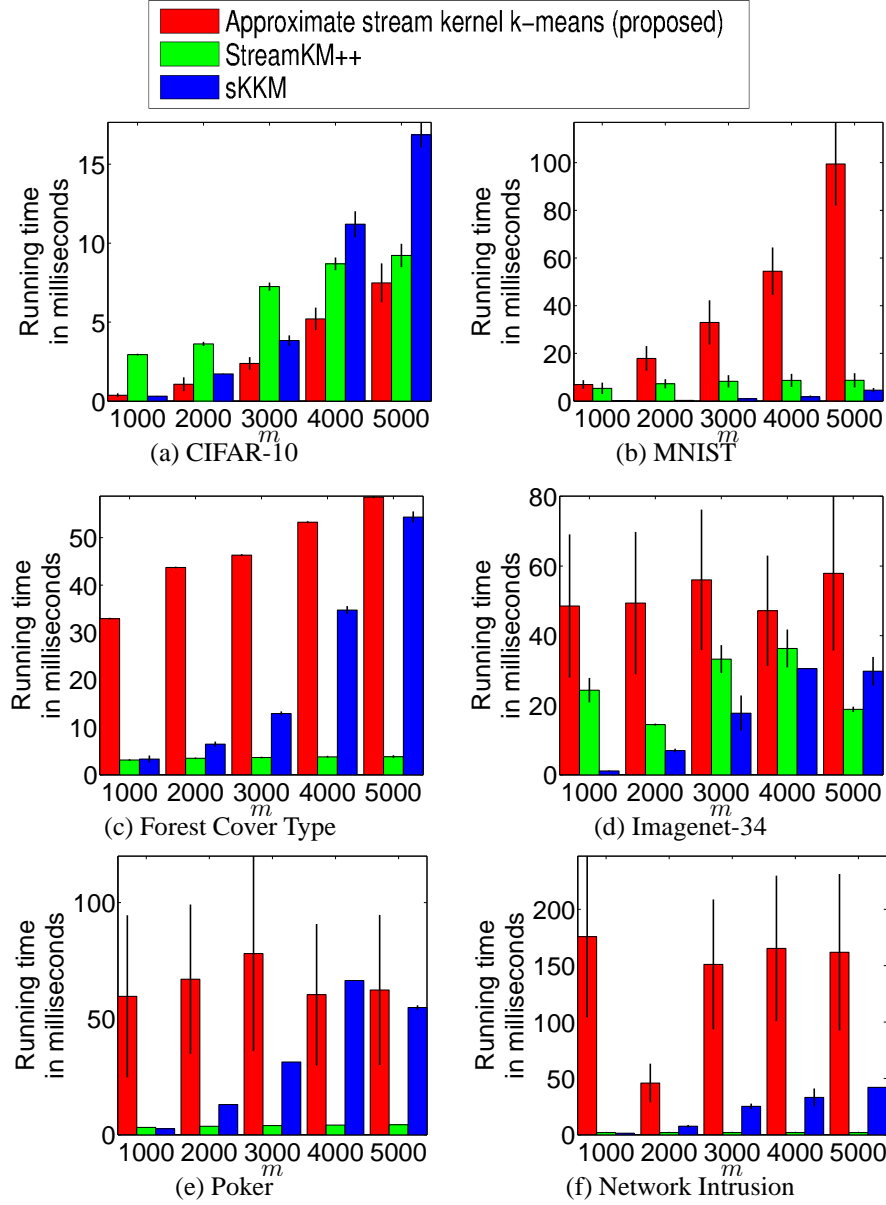 Approximate stream kernel k−means (proposed)
StreamKM++
sKKM
15
10
5
0
Running time
in milliseconds
1000 2000 3000 4000 5000
m
(a) CIFAR-10
100
80
60
40
20
0
Running time
in milliseconds
1000 2000 3000 4000 5000
m
(b) MNIST
50
40
30
20
10
0
Running time
in milliseconds
1000 2000 3000 4000 5000
m
(c) Forest Cover Type
80
60
40
20
0
Running time
in milliseconds
1000 2000 3000 4000 5000
m
(d) Imagenet-34
100
50
0
Running time
in milliseconds
1000 2000 3000 4000 5000
m
(e) Poker
200
150
100
50
0
Running time
in milliseconds
1000 2000 3000 4000 5000
m
(f) Network Intrusion